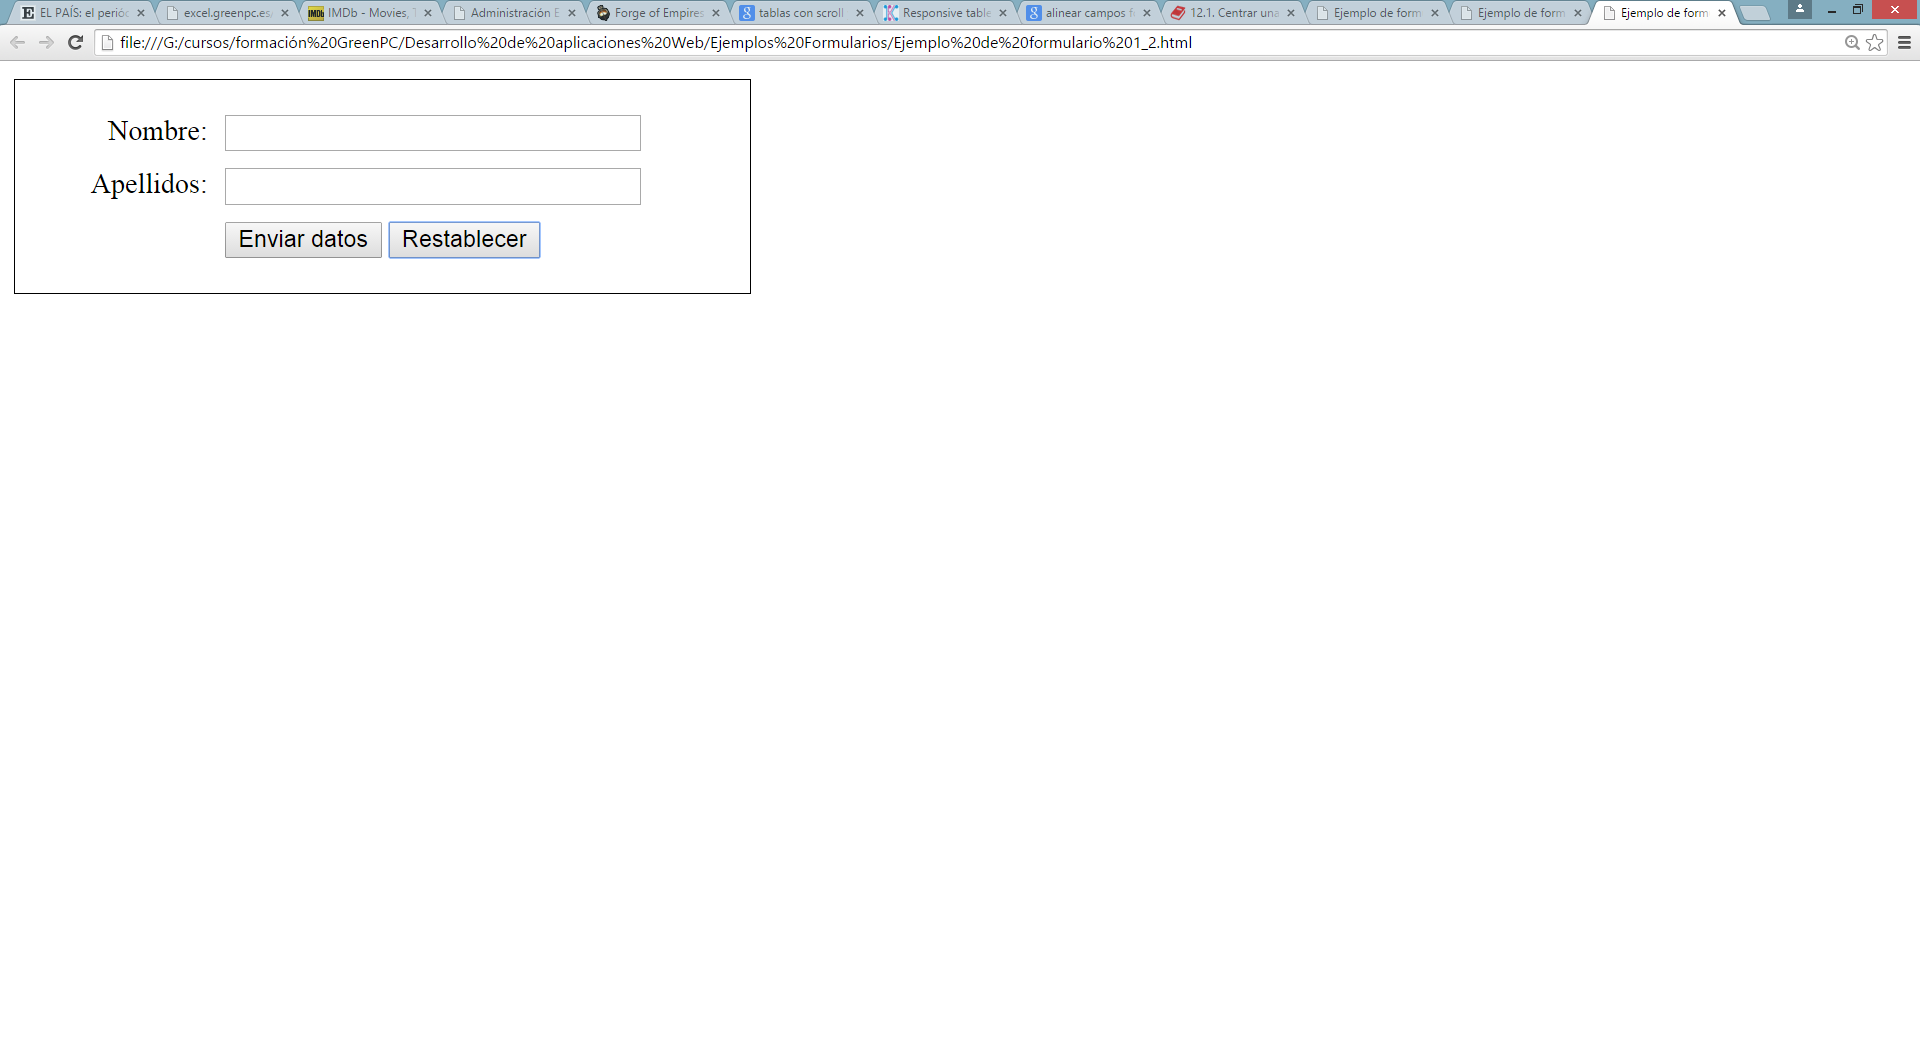 EL PAÍS: el perió
excel.greenpc.es/
IMDb - Movies, T
Administración E
Forge of Empires
tablas con scroll
Responsive table
alinear campos f
12.1. Centrar una
Ejemplo de form
Ejemplo de form
Ejemplo de form
file:///G:/cursos/formación%20GreenPC/Desarrollo%20de%20aplicaciones%20Web/Ejemplos%20Formularios/Ejemplo%20de%20formulario%201_2.html
Nombre:
Apellidos:
Enviar datos Restablecer